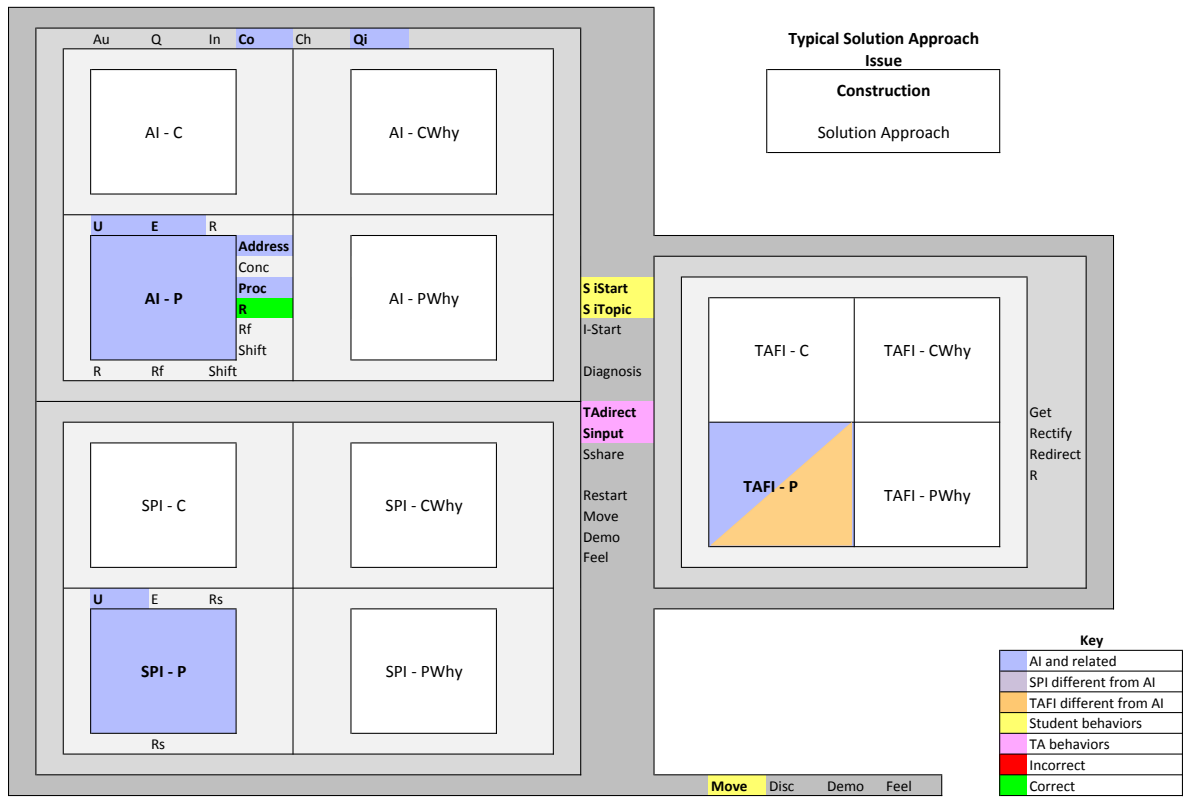 Au Q In Co Ch Qi
Typical Solution Approach
Issue
Construction
Solution Approach
AI - C
AI - CWhy
U E R
Address
Conc
Proc
R
Rf
Shift
AI - P
AI - PWhy
R Rf Shift
S iStart
S iTopic
I-Start
Diagnosis
TAdirect
Sinput
Sshare
Restart
Move
Demo
Feel
TAFI - C
TAFI - CWhy
TAFI - P
TAFI - PWhy
Get
Rectify
Redirect
R
SPI - C
SPI - CWhy
U E Rs
SPI - P
SPI - PWhy
Rs
Move Disc Demo Feel
Key
AI and related
SPI different from AI
TAFI different from AI
Student behaviors
TA behaviors
Incorrect
Correct